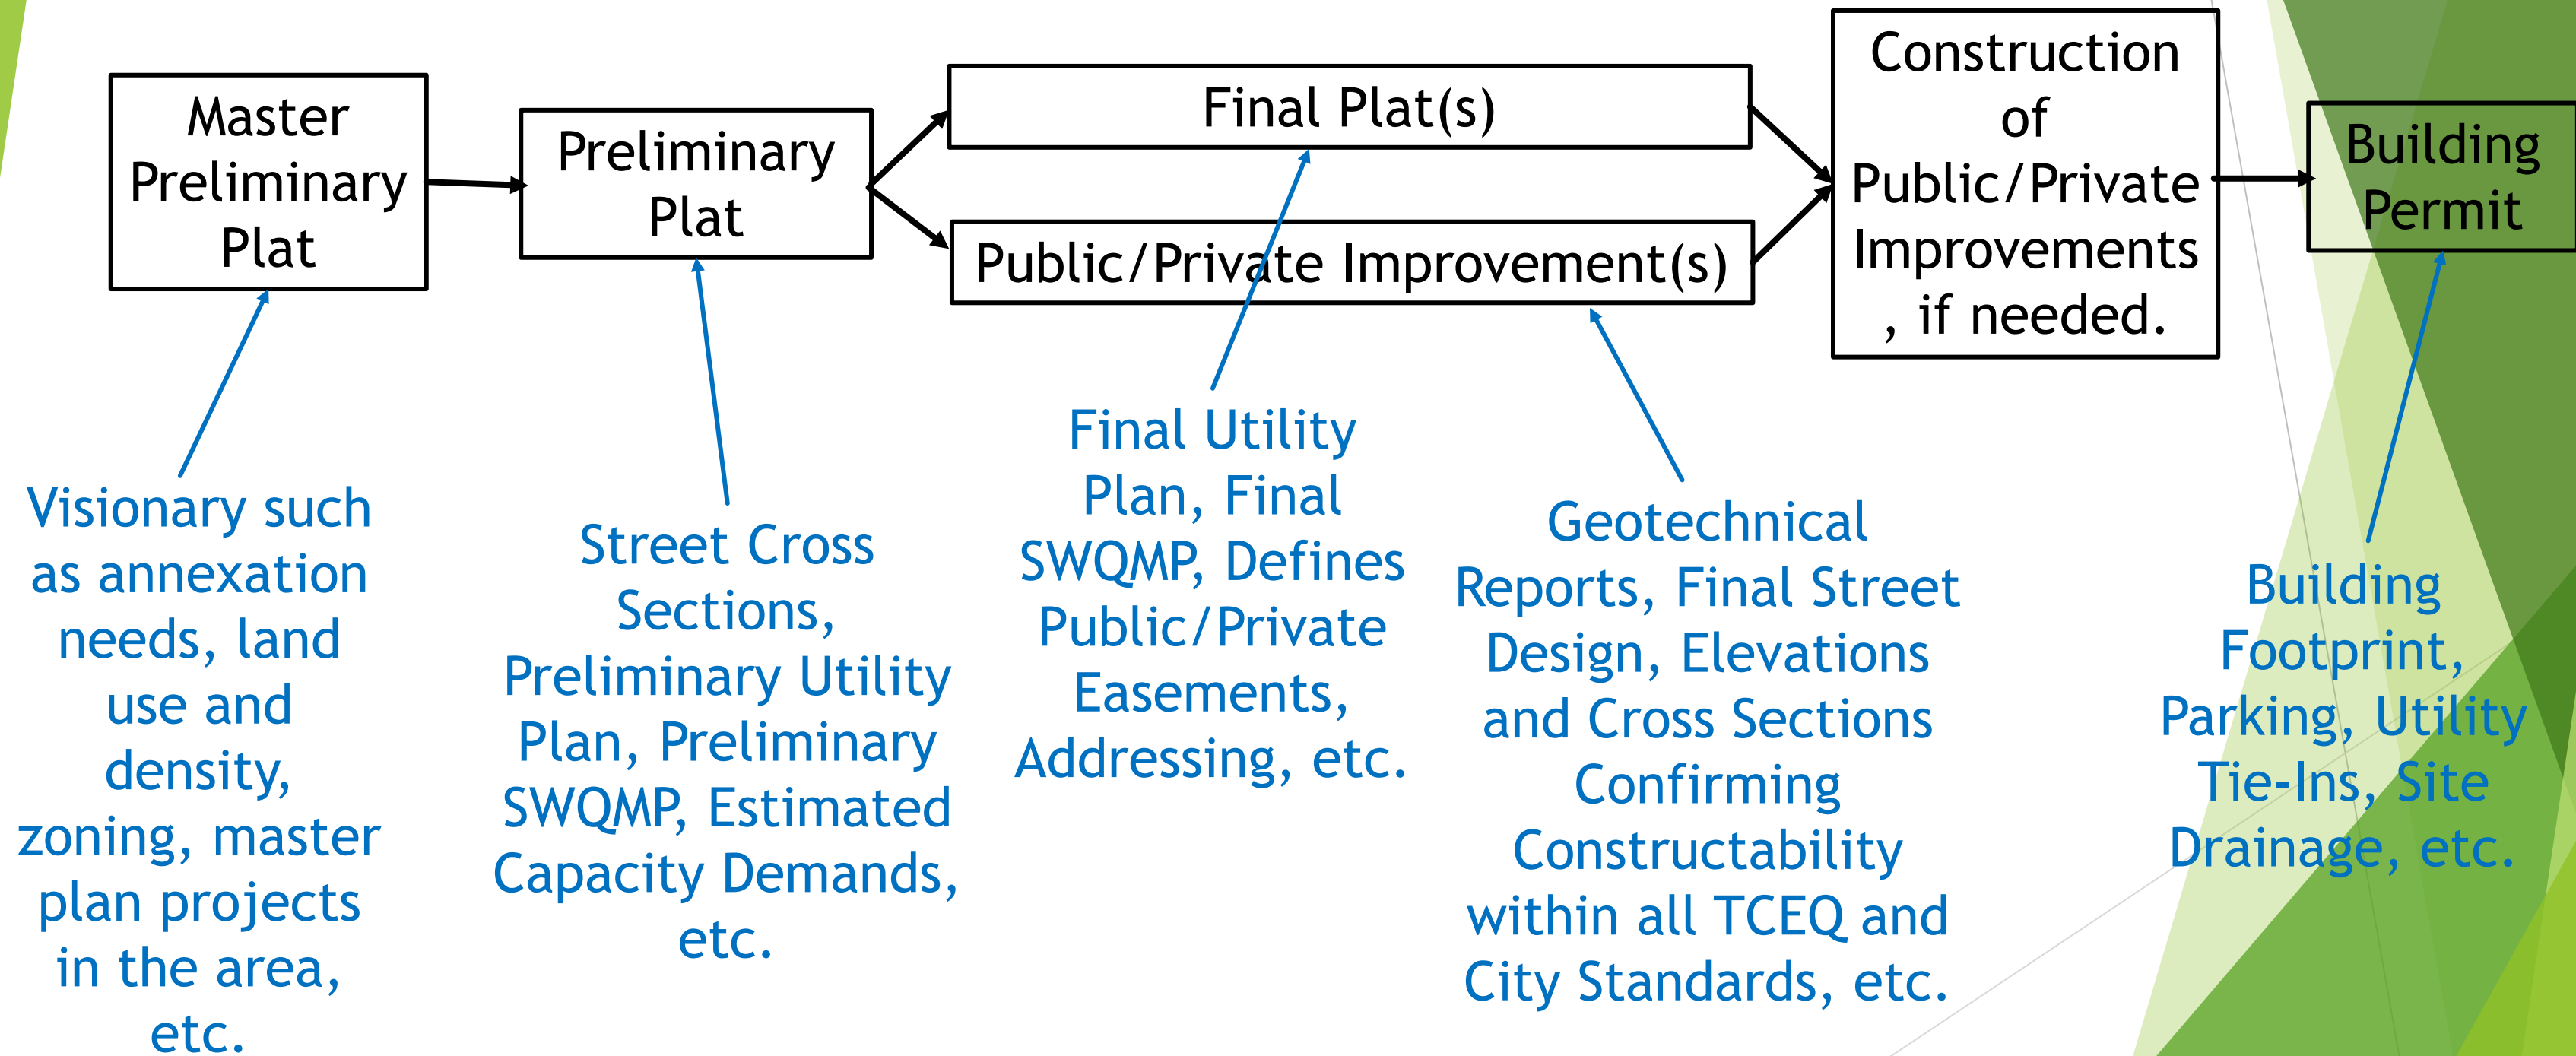 Master
Preliminary
Plat
Preliminary
Plat
Final Plat(s)
Public/Private Improvement(s)
Construction
of
Public/Private
Improvements
, if needed.
Building
Permit
Visionary such
as annexation
needs, land
use and
density,
zoning, master
plan projects
in the area,
etc.
Street Cross
Sections,
Preliminary Utility
Plan, Preliminary
SWQMP, Estimated
Capacity Demands,
etc.
Final Utility
Plan, Final
SWQMP, Defines
Public/Private
Easements,
Addressing, etc.
Geotechnical
Reports, Final Street
Design, Elevations
and Cross Sections
Confirming
Constructability
within all TCEQ and
City Standards, etc.
Building
Footprint,
Parking, Utility
Tie-Ins, Site
Drainage, etc.